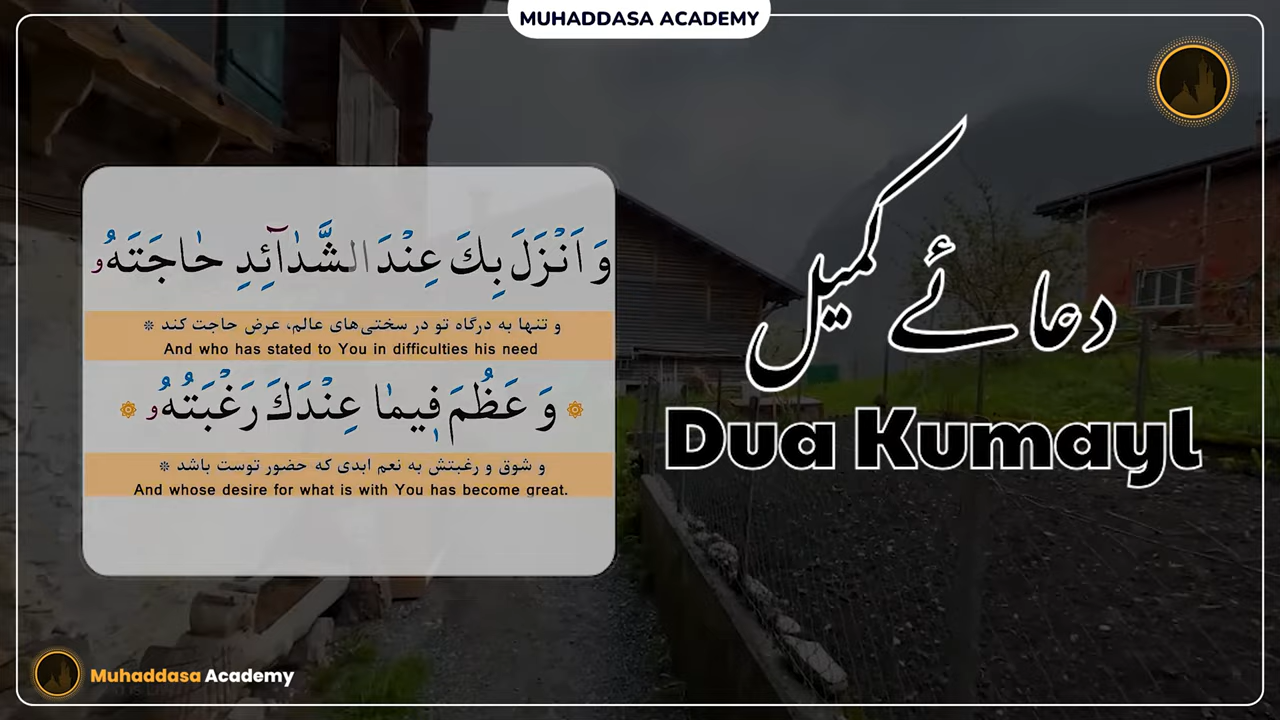 MUHADDASA ACADEMY
وَ اَنْزَلَ بِكَ عِنْدَ الشَّدٰآئِدِ حٰاجَتَهُو
و تنها به درگاه تو در سختی‌های عالم، عرض حاجت کند *
And who has stated to You in difficulties his need
وَ عَظُمَ فٖيمٰا عِنْدَكَ رَغْبَتُهُو
و شوق و رغبتش به نعم ابدی که حضور توست باشد *
And whose desire for what is with You has become great.
دعائے کمیل
Dua Kumayl
Muhaddasa Academy